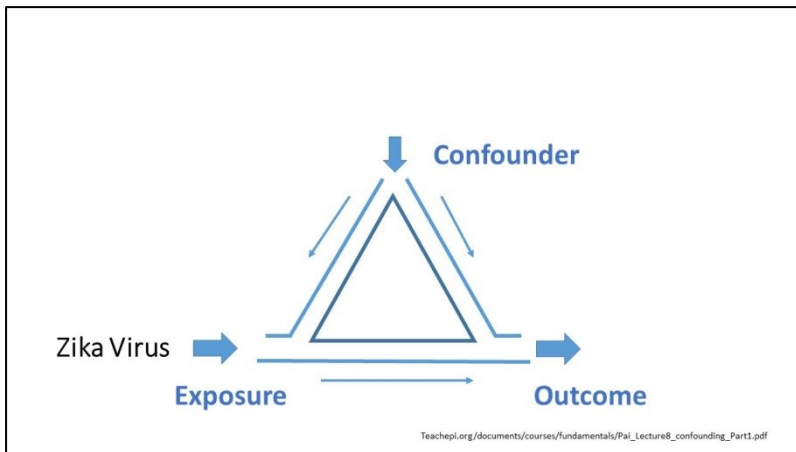 Confounder
Zika Virus
Exposure
Outcome
Teachepi.org/documents/courses/fundamentals/Pai_Lecture8_confounding_Part1.pdf